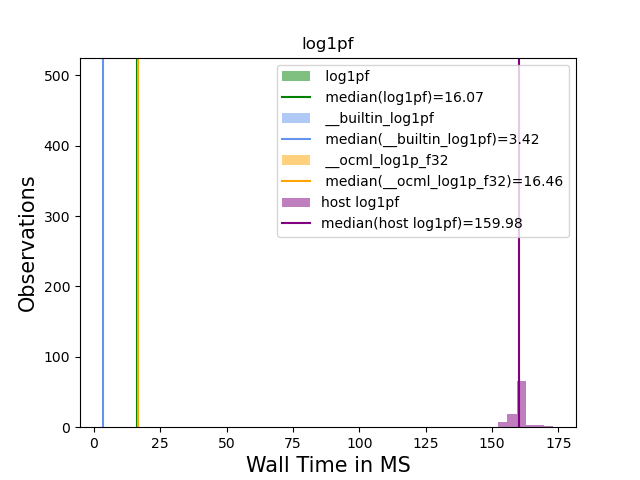 log1pf
500
400
300
200
100
0
Observations
log1pf
median(log1pf)=16.07
__builtin_log1pf
median(__builtin_log1pf)=3.42
__ocml_log1p_f32
median(__ocml_log1p_f32)=16.46
host log1pf
median(host log1pf)=159.98
0 25 50 75 100 125 150 175
Wall Time in MS